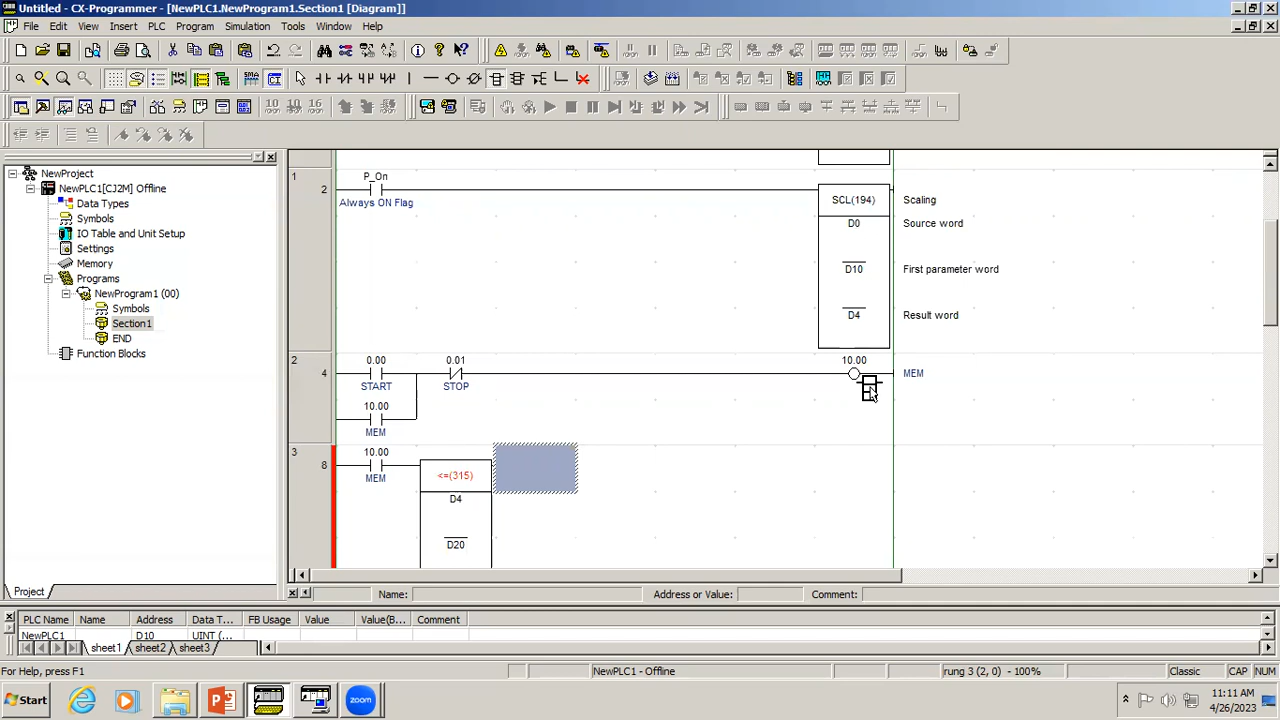 Untitled - CX-Programmer - [NewPLC1.NewProgram1.Section1 [Diagram]]
File Edit View Insert PLC Program Simulation Tools Window Help
SMA
10 10 16
NewProject
NewPLC1[CJ2M] Offline
Data Types
Symbols
IO Table and Unit Setup
Settings
Memory
Programs
NewProgram1 (00)
Symbols
Section1
END
Function Blocks
Project
1
2
P_On
Always ON Flag
SCL(194)
Scaling
D0
Source word
D10
First parameter word
D4
Result word
2
4
0.00
START
0.01
STOP
10.00
MEM
10.00
MEM
3
8
10.00
MEM
<=(315)
D4
D20
Name:
Address or Value:
Comment:
PLC Name Name Address Data T... FB Usage Value Value(B... Comment
NewPLC1 D10 UINT (...
sheet1 sheet2 sheet3
For Help, press F1
NewPLC1 - Offline
rung 3 (2, 0) - 100%
Classic
CAP
NUM
Start
zoom
11:11 AM
4/26/2023